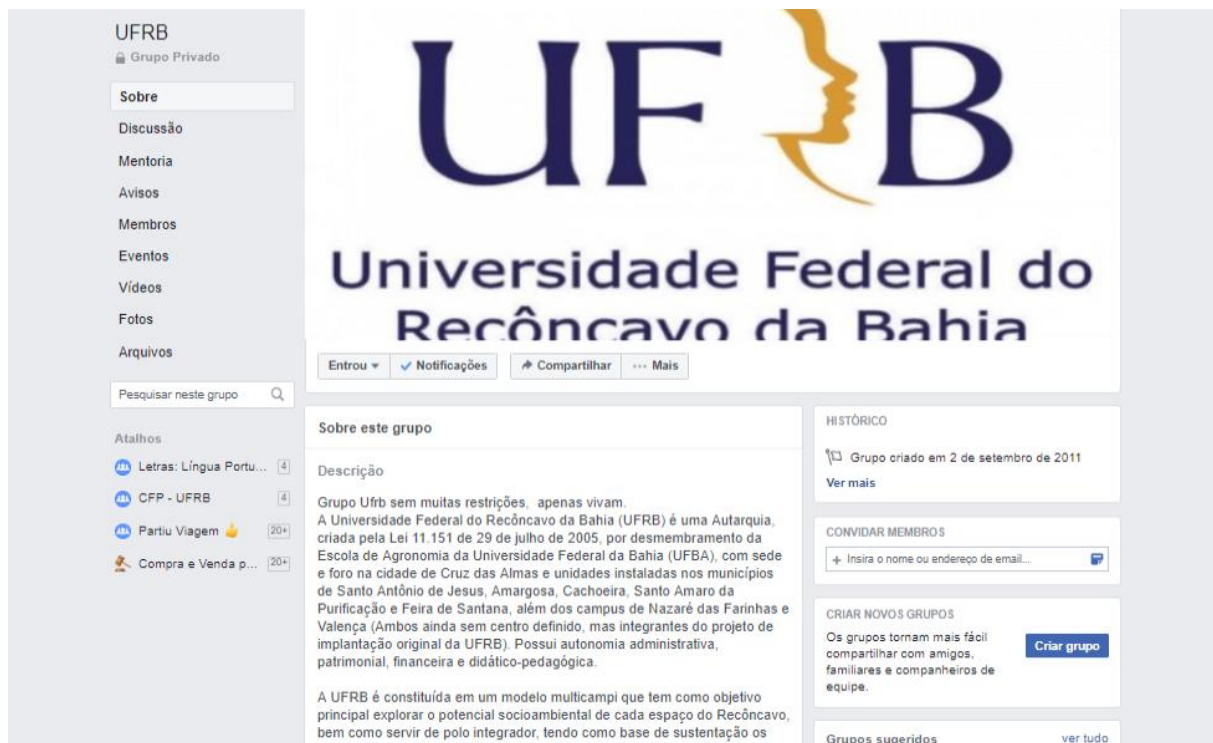 UFRB
Grupo Privado
Sobre
Discussão
Mentoria
Avisos
Membros
Eventos
Vídeos
Fotos
Arquivos
Pesquisar neste grupo
Atalhos
Letras: Língua Portu... 4
CFP - UFRB 4
Partiu Viagem 👍 20+
Compra e Venda p... 20+
UFRB
Universidade Federal do
Recôncavo da Bahia
Entrou
Notificações
Compartilhar
Mais
Sobre este grupo
Descrição
Grupo Ufrb sem muitas restrições, apenas vivam.
A Universidade Federal do Recôncavo da Bahia (UFRB) é uma Autarquia,
criada pela Lei 11.151 de 29 de julho de 2005, por desmembramento da
Escola de Agronomia da Universidade Federal da Bahia (UFBA), com sede
e foro na cidade de Cruz das Almas e unidades instaladas nos municípios
de Santo Antônio de Jesus, Amargosa, Cachoeira, Santo Amaro da
Purificação e Feira de Santana, além dos campus de Nazaré das Farinhas e
Valença (Ambos ainda sem centro definido, mas integrantes do projeto de
implantação original da UFRB). Possui autonomia administrativa,
patrimonial, financeira e didático-pedagógica.
A UFRB é constituída em um modelo multicampi que tem como objetivo
principal explorar o potencial socioambiental de cada espaço do Recôncavo,
bem como servir de polo integrador, tendo como base de sustentação os
HISTÓRICO
Grupo criado em 2 de setembro de 2011
Ver mais
CONVIDAR MEMBROS
+ Insira o nome ou endereço de email...
CRIAR NOVOS GRUPOS
Os grupos tornam mais fácil
compartilhar com amigos,
familiares e companheiros de
equipe.
Criar grupo
Grupos sugeridos
ver tudo